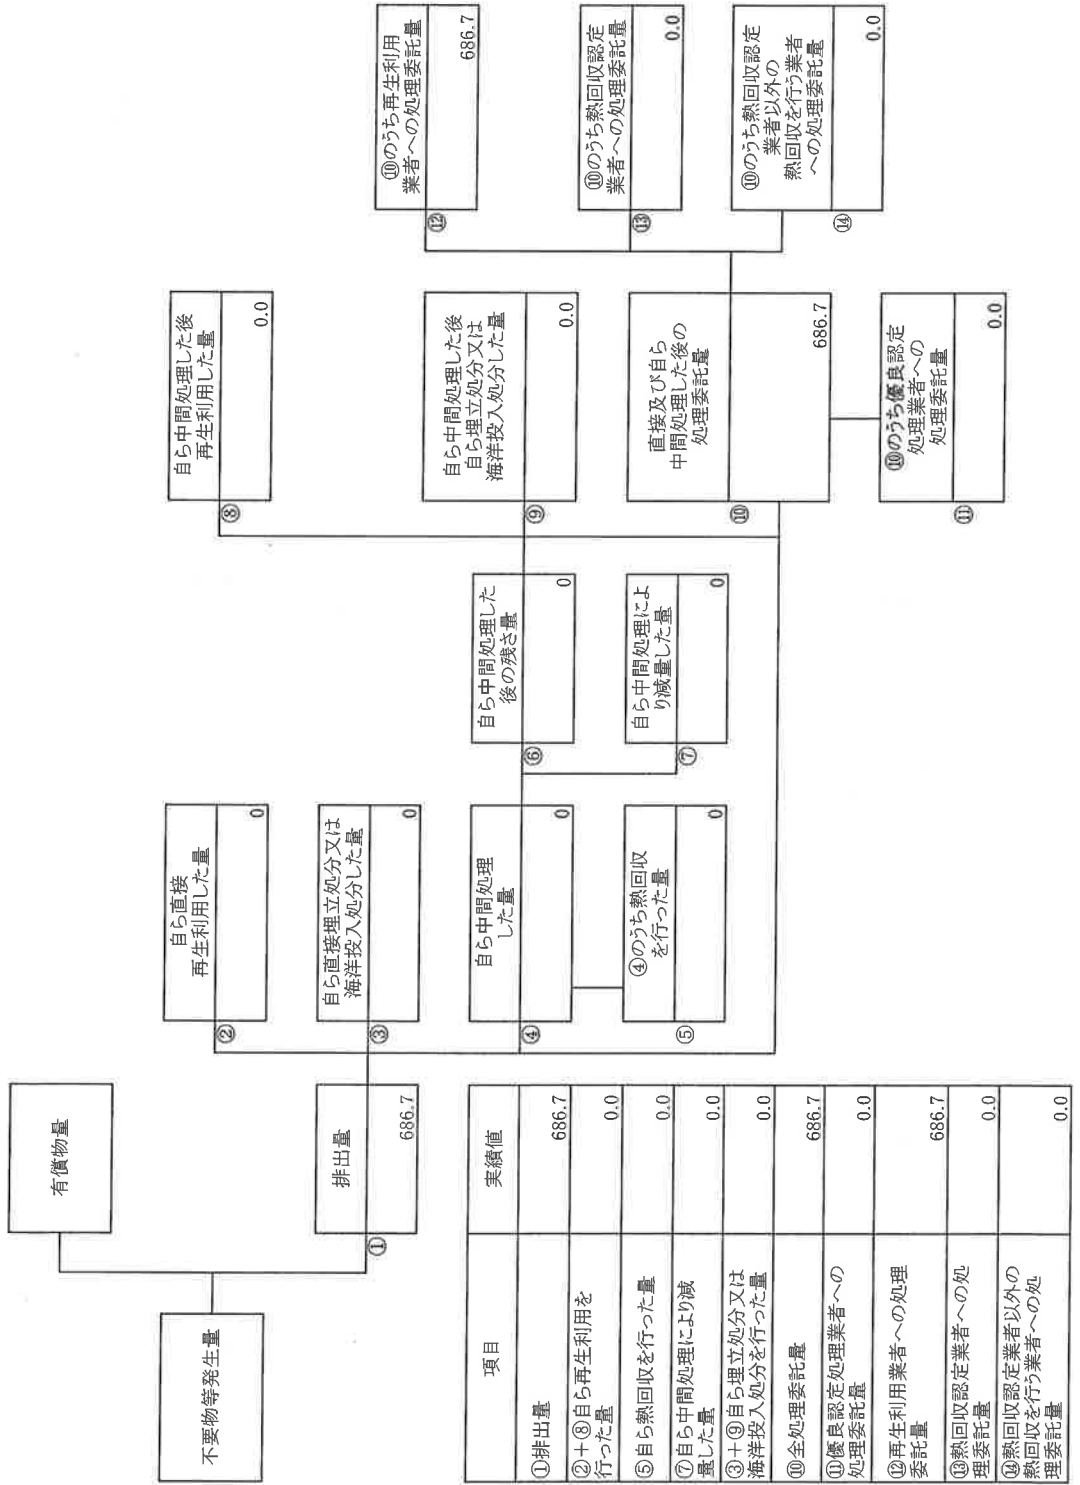 不要物等発生量
有償物量
①
排出量
686.7
②
自ら直接
再生利用した量
0
③
自ら直接埋立処分又は
海洋投入処分した量
0
④
自ら中間処理
した量
0
⑤
④のうち熱回収
を行った量
0
⑥
自ら中間処理した
後の残さ量
0
⑦
自ら中間処理によ
り減量した量
0
⑧
自ら中間処理した後
再生利用した量
0.0
⑨
自ら中間処理した後
自ら埋立処分又は
海洋投入処分した量
0.0
⑩
直接及び自ら
中間処理した後の
処理委託量
686.7
⑪
⑩のうち優良認定
処理業者への
処理委託量
0.0
⑫
⑩のうち再生利用
業者への処理委託量
686.7
⑬
⑩のうち熱回収認定
業者への処理委託量
0.0
⑭
⑩のうち熱回収認定
業者以外の
熱回収を行う業者
への処理委託量
0.0
項目 実績値
①排出量 686.7
②+⑧自ら再生利用を
行った量 0.0
⑤自ら熱回収を行った量 0.0
⑦自ら中間処理により減
量した量 0.0
③+⑨自ら埋立処分又は
海洋投入処分を行った量 0.0
⑩全処理委託量 686.7
⑪優良認定処理業者への
処理委託量 0.0
⑫再生利用業者への処理
委託量 686.7
⑬熱回収認定業者への処
理委託量 0.0
⑭熱回収認定業者以外の
熱回収を行う業者への処
理委託量 0.0